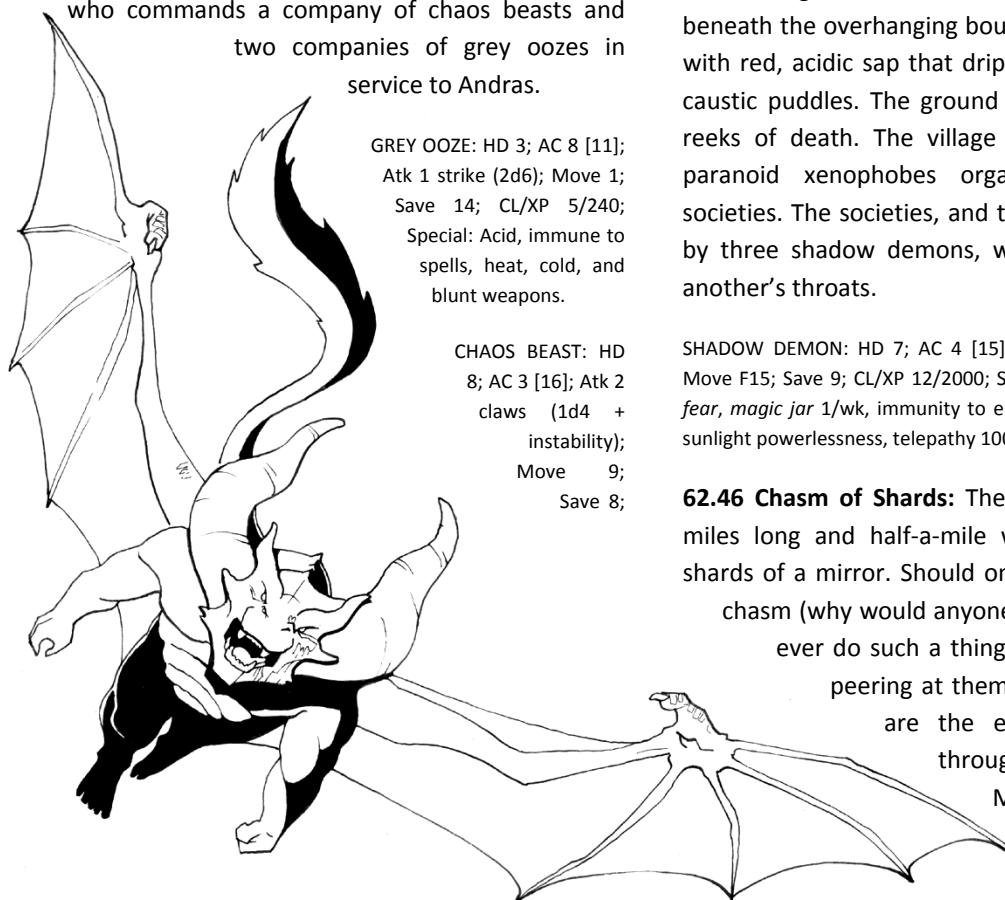 who commands a company of chaos beasts and
two companies of grey oozes in
service to Andras.
GREY OOZE: HD 3; AC 8 [11];
Atk 1 strike (2d6); Move 1;
Save 14; CL/XP 5/240;
Special: Acid, immune to
spells, heat, cold, and
blunt weapons.
CHAOS BEAST: HD
8; AC 3 [16]; Atk 2
claws (1d4 +
instability);
Move 9;
Save 8;
beneath the overhanging
with red, acidic sap that
caustic puddles. The ground
reeks of death. The village
paranoid xenophobes
societies. The societies, and
by three shadow demons,
another's throats.
SHADOW DEMON: HD 7; AC 4 [15]
Move F15; Save 9; CL/XP 12/2000;
fear, magic jar 1/wk, immunity to
sunlight powerlessness, telepathy
62.46 Chasm of Shards: The
miles long and half-a-mile
shards of a mirror. Should
chasm (why would anyone
ever do such a thing
peering at them
are the